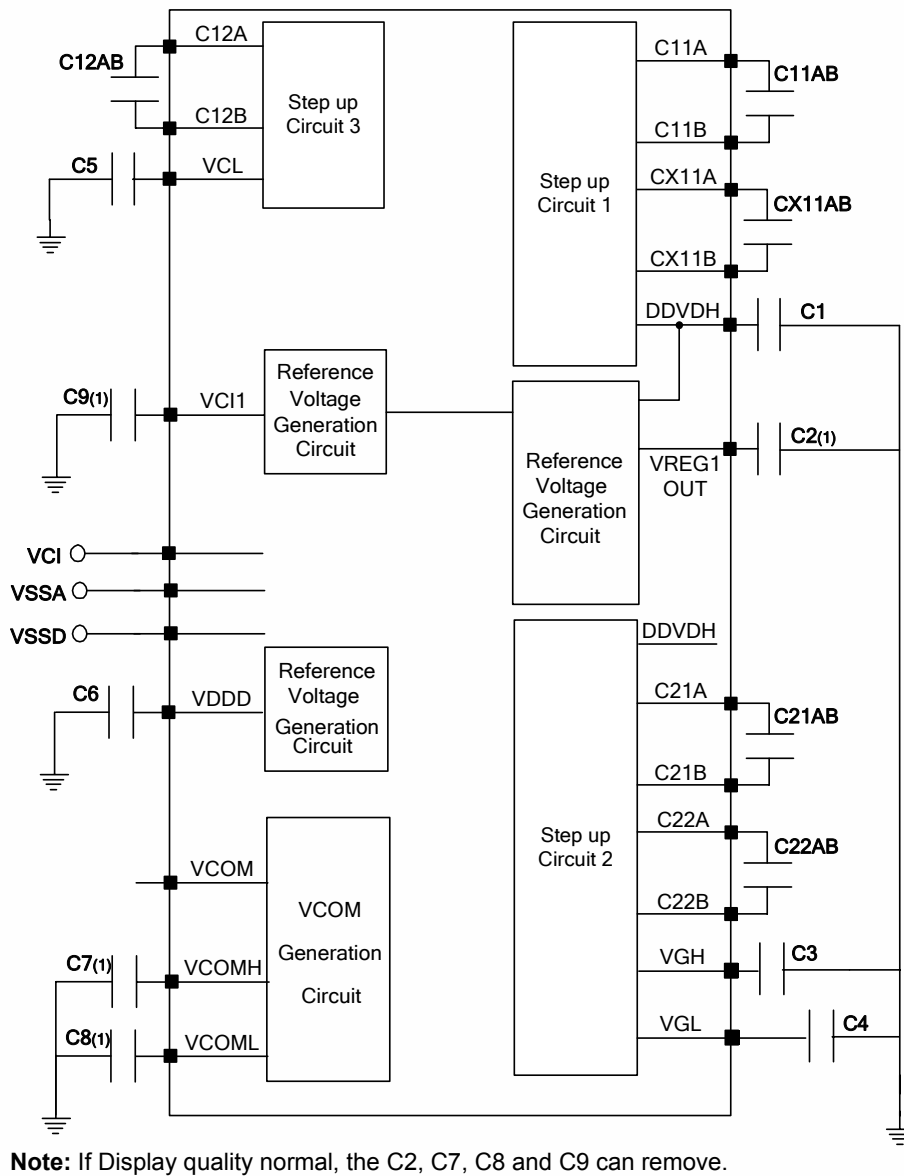 C12A
C12AB
C12B
Step up
Circuit 3
C5
VCL
C11A
C11AB
C11B
Step up
Circuit 1
CX11A
CX11AB
CX11B
DDVDH
C1
C9(1)
VCI1
Reference
Voltage
Generation
Circuit
C2(1)
VREG1
OUT
Reference
Voltage
Generation
Circuit
VCI
VSSA
VSSD
C6
VDDD
Reference
Voltage
Generation
Circuit
DDVDH
C21A
C21AB
C21B
Step up
Circuit 2
C22A
C22AB
C22B
VGH
C3
VGL
C4
VCOM
VCOM
Generation
Circuit
C7(1)
VCOMH
C8(1)
VCOML
Note: If Display quality normal, the C2, C7, C8 and C9 can remove.